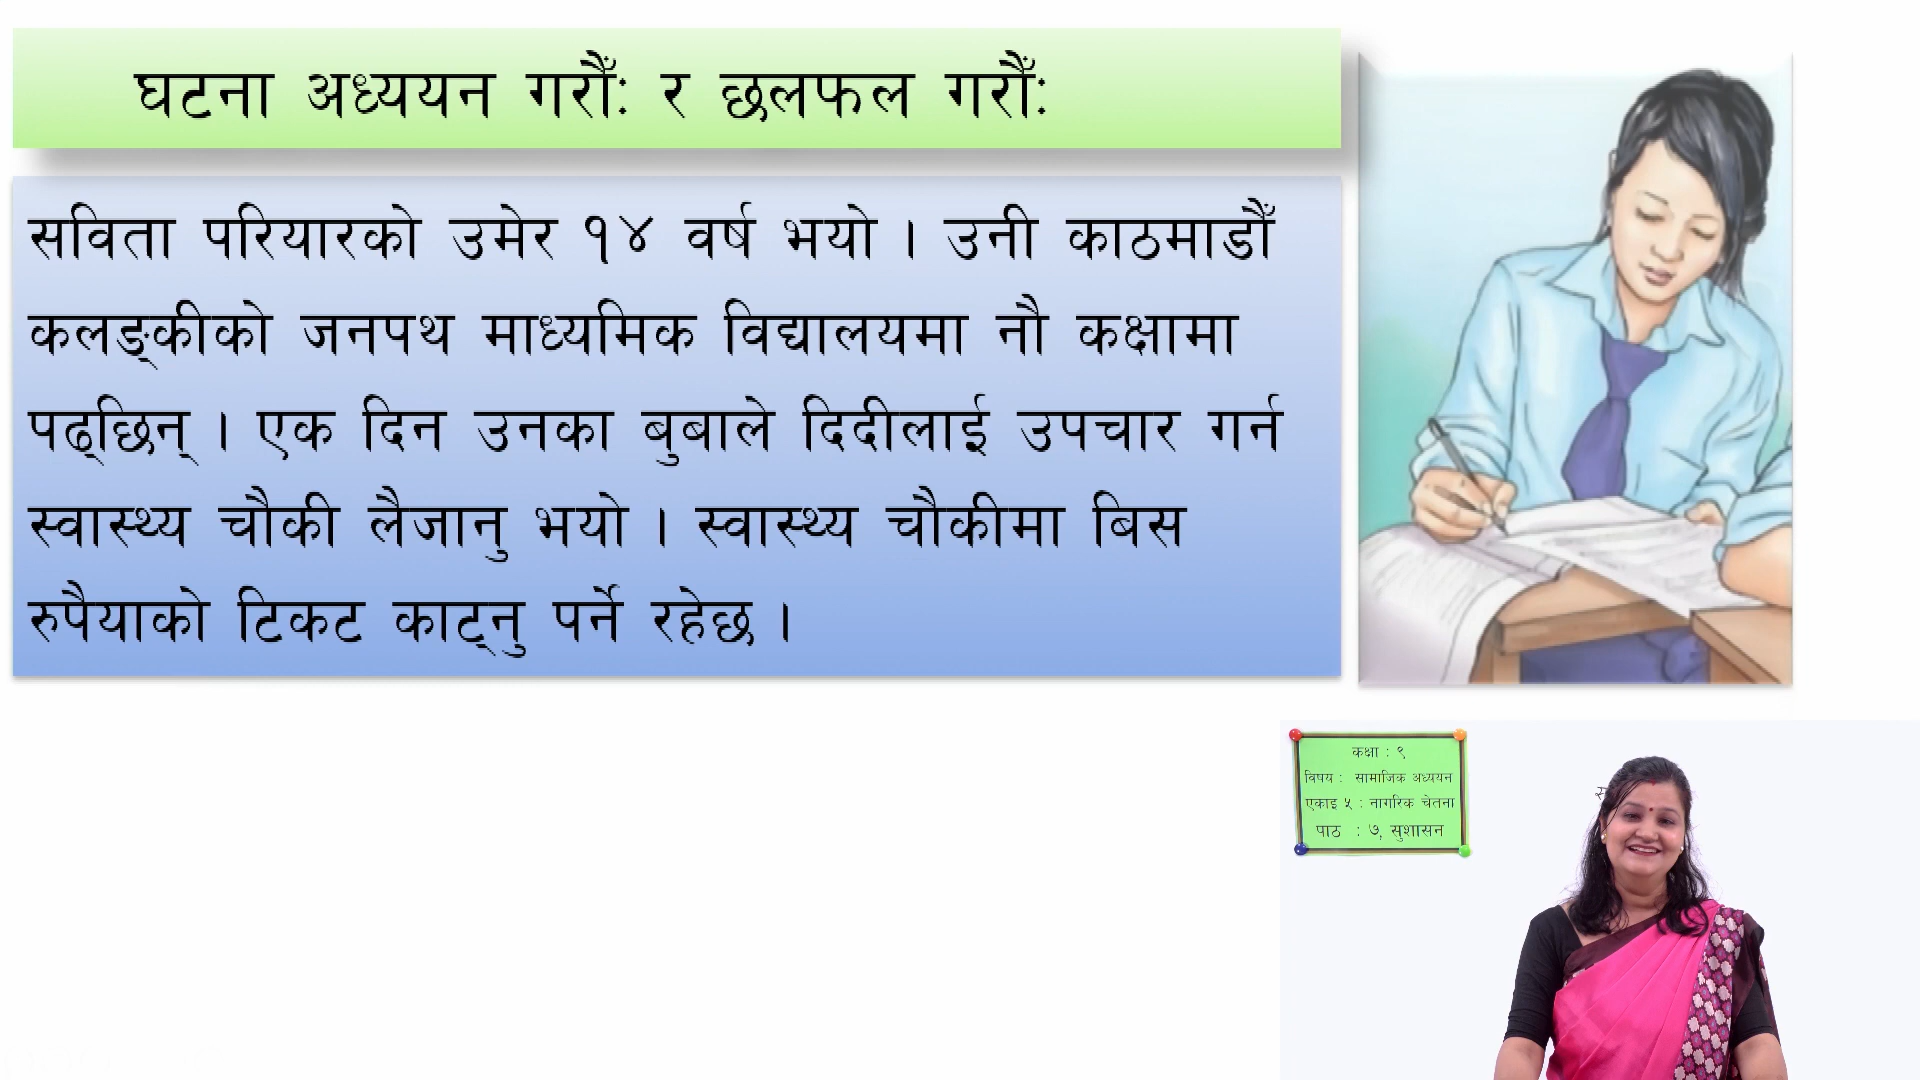 घटना अध्ययन गरौँः र छलफल गरौँः
सविता परियारको उमेर १४ वर्ष भयो । उनी काठमाडौँ
कलङ्कीको जनपथ माध्यमिक विद्यालयमा नौ कक्षामा
पढ्छिन् । एक दिन उनका बुबाले दिदीलाई उपचार गर्न
स्वास्थ्य चौकी लैजानु भयो । स्वास्थ्य चौकीमा बिस
रुपैयाको टिकट काट्नु पर्ने रहेछ ।
कक्षा : ९
विषय : सामाजिक अध्ययन
एकाइ ५ : नागरिक चेतना
पाठ : ७, सुशासन